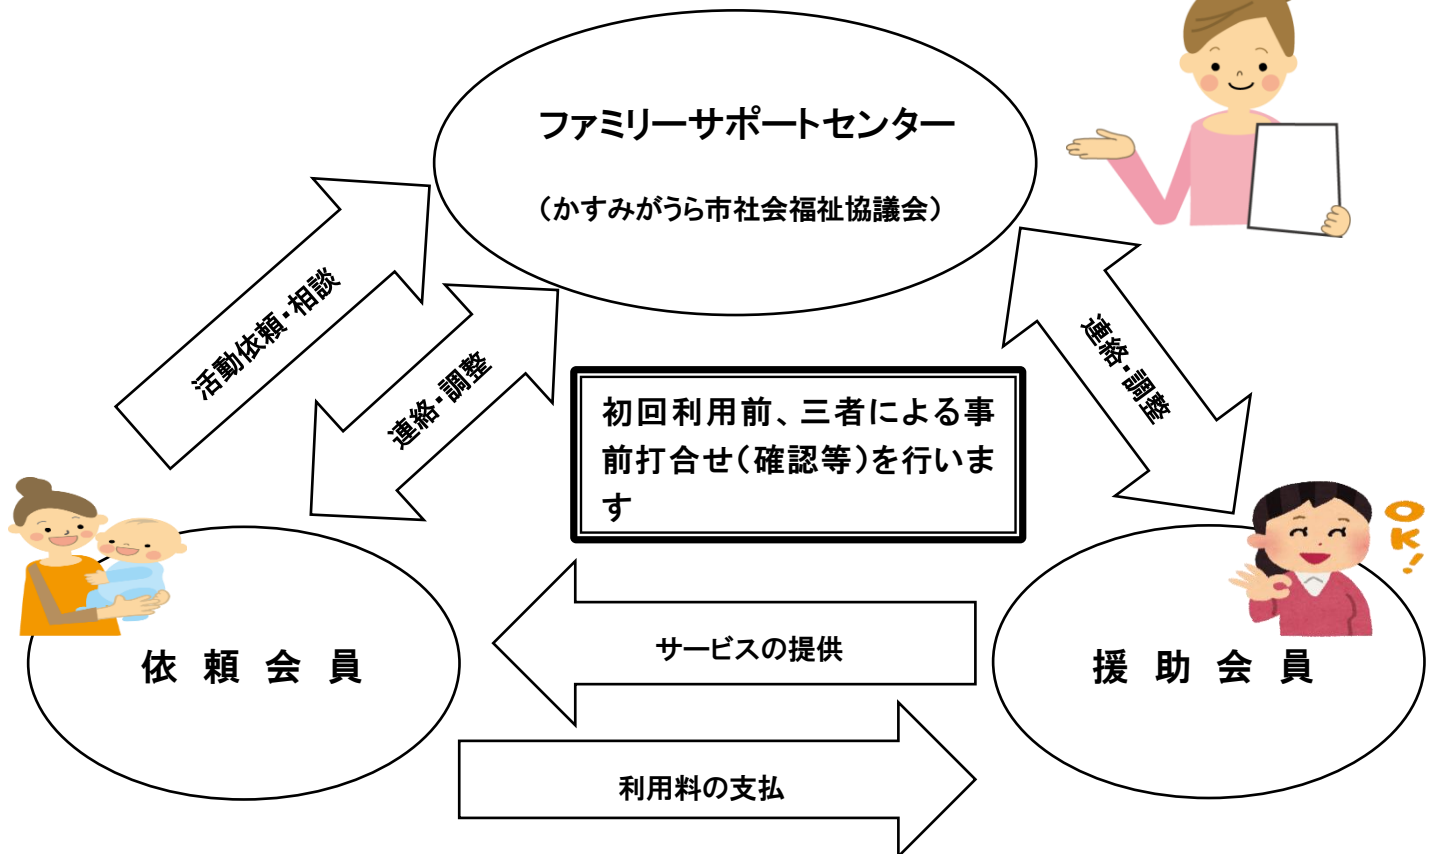 ファミリーサポートセンター
（かすみがうら市社会福祉協議会）
活動依頼・相談
連絡・調整
連絡・調整
初回利用前、三者による事
前打合せ（確認等）を行いま
す
OK!
サービスの提供
依頼会員
援助会員
利用料の支払